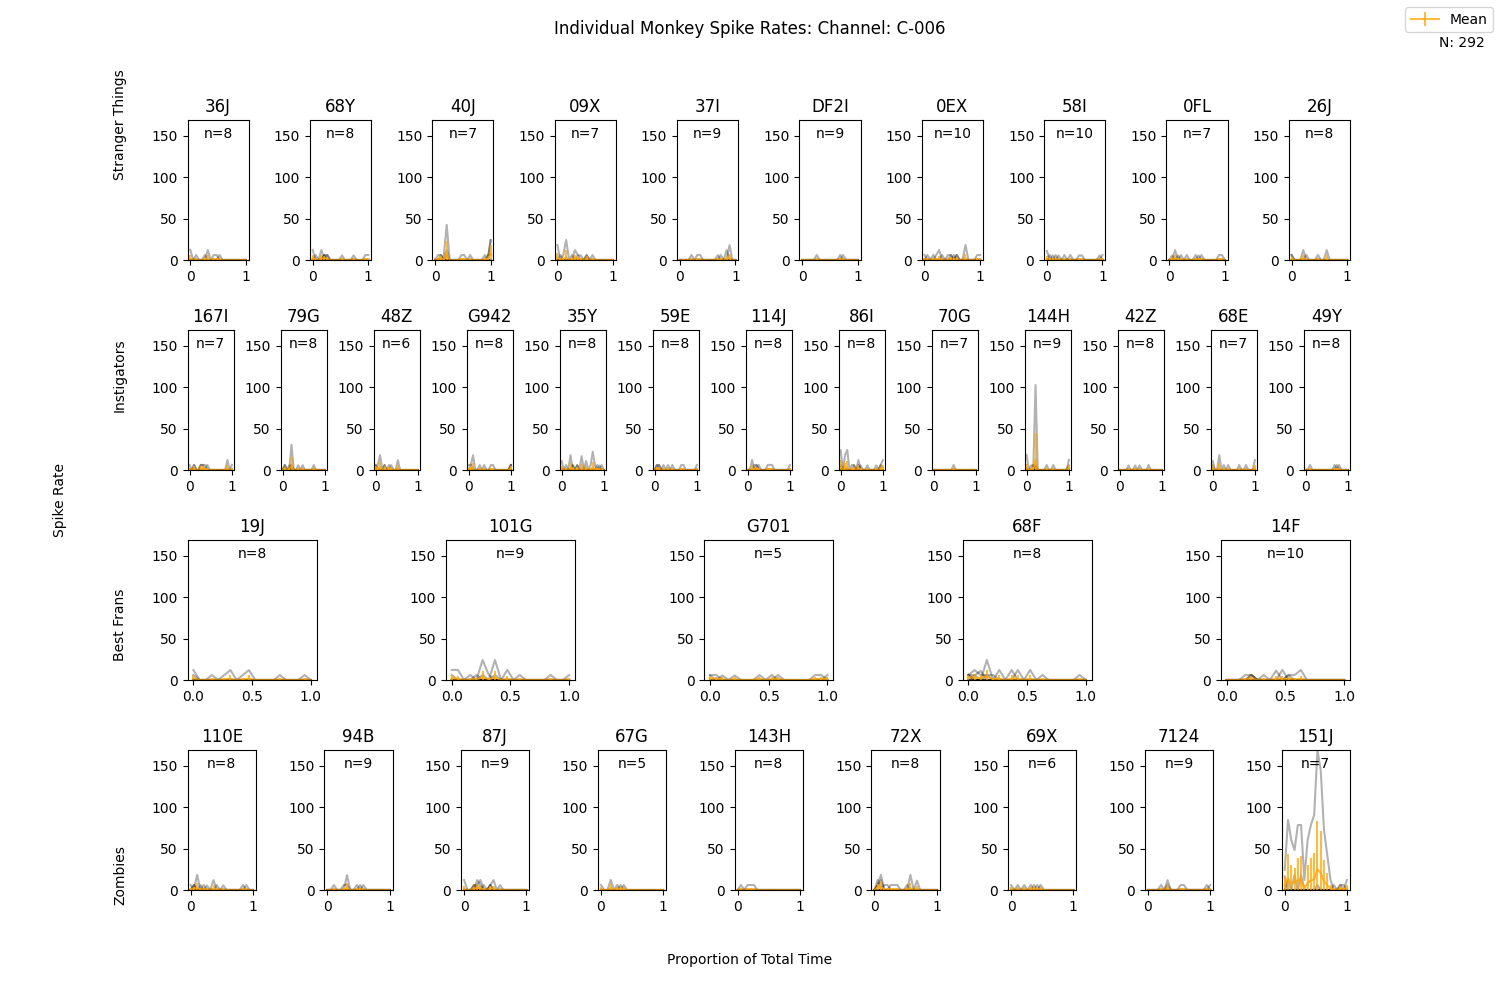 Individual Monkey Spike Rates: Channel: C-006
Mean
N: 292
Stranger Things
36J 68Y 40J 09X 37I DF2I 0EX 58I 0FL 26J
n=8 n=8 n=7 n=7 n=9 n=9 n=10 n=10 n=7 n=8
150 150 150 150 150 150 150 150 150 150
100 100 100 100 100 100 100 100 100 100
50 50 50 50 50 50 50 50 50 50
0 0 0 0 0 0 0 0 0 0
0 1 0 1 0 1 0 1 0 1 0 1 0 1 0 1 0 1 0 1
Instigators
167I 79G 48Z G942 35Y 59E 114J 86I 70G 144H 42Z 68E 49Y
n=7 n=8 n=6 n=8 n=8 n=8 n=8 n=8 n=7 n=9 n=8 n=7 n=8
150 150 150 150 150 150 150 150 150 150 150 150 150
100 100 100 100 100 100 100 100 100 100 100 100 100
50 50 50 50 50 50 50 50 50 50 50 50 50
0 0 0 0 0 0 0 0 0 0 0 0 0
0 1 0 1 0 1 0 1 0 1 0 1 0 1 0 1 0 1 0 1 0 1 0 1 0 1
Spike Rate
Best Frans
19J 101G G701 68F 14F
n=8 n=9 n=5 n=8 n=10
150 150 150 150 150
100 100 100 100 100
50 50 50 50 50
0 0 0 0 0
0.0 0.5 1.0 0.0 0.5 1.0 0.0 0.5 1.0 0.0 0.5 1.0 0.0 0.5 1.0
Zombies
110E 94B 87J 67G 143H 72X 69X 7124 151J
n=8 n=9 n=9 n=5 n=8 n=8 n=6 n=9 n=7
150 150 150 150 150 150 150 150 150
100 100 100 100 100 100 100 100 100
50 50 50 50 50 50 50 50 50
0 0 0 0 0 0 0 0 0
0 1 0 1 0 1 0 1 0 1 0 1 0 1 0 1 0 1
Proportion of Total Time